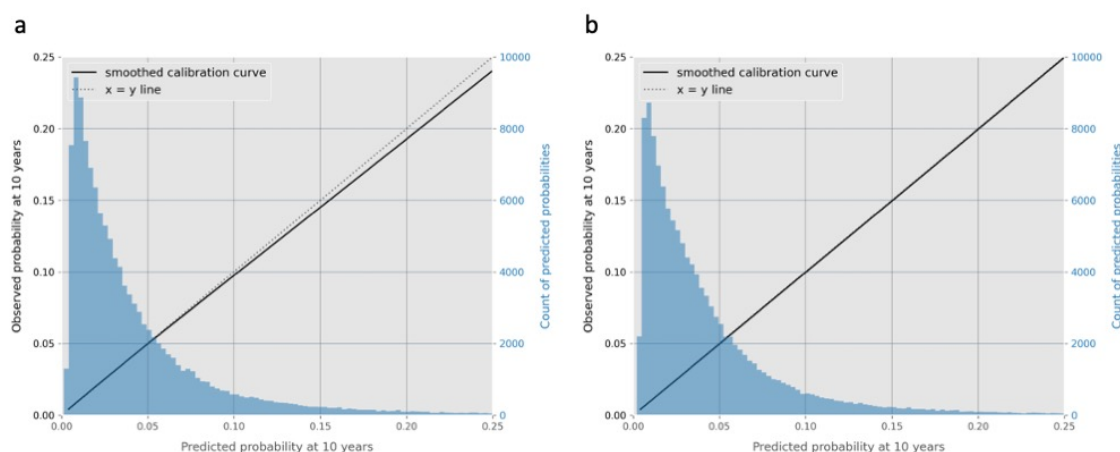 a
b
smoothed calibration curve
x = y line
Observed probability at 10 years
0.25
0.20
0.15
0.10
0.05
0.00
0.00 0.05 0.10 0.15 0.20 0.25
Predicted probability at 10 years
10000
8000
6000
4000
2000
0
Count of predicted probabilities
smoothed calibration curve
x = y line
Observed probability at 10 years
0.25
0.20
0.15
0.10
0.05
0.00
0.00 0.05 0.10 0.15 0.20 0.25
Predicted probability at 10 years
10000
8000
6000
4000
2000
0
Count of predicted probabilities